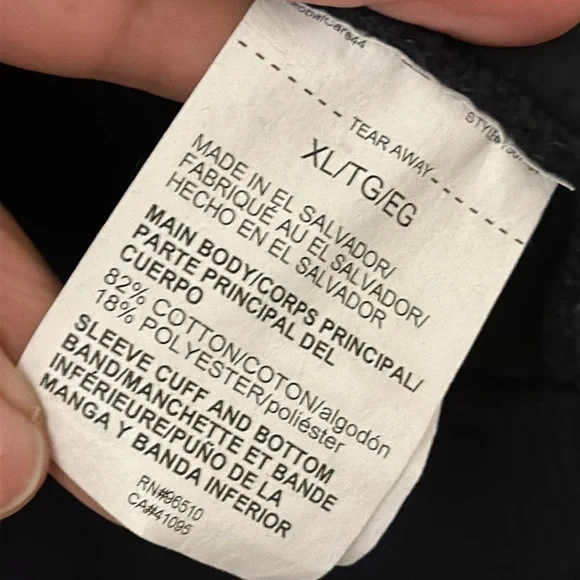 TEAR AWAY
XL/TG/EG
MADE IN EL SALVADOR/
FABRIQUÉ AU EL SALVADOR/
HECHO EN EL SALVADOR
MAIN BODY/CORPS PRINCIPAL/
PARTE PRINCIPAL DEL
CUERPO
82% COTTON/COTON/algodón
18% POLYESTER/poliéster
SLEEVE CUFF AND BOTTOM
BAND/MANCHETTE ET BANDE
INFÉRIEURE/PUÑO DE LA
MANGA Y BANDA INFERIOR
RN#96510
CA#41095